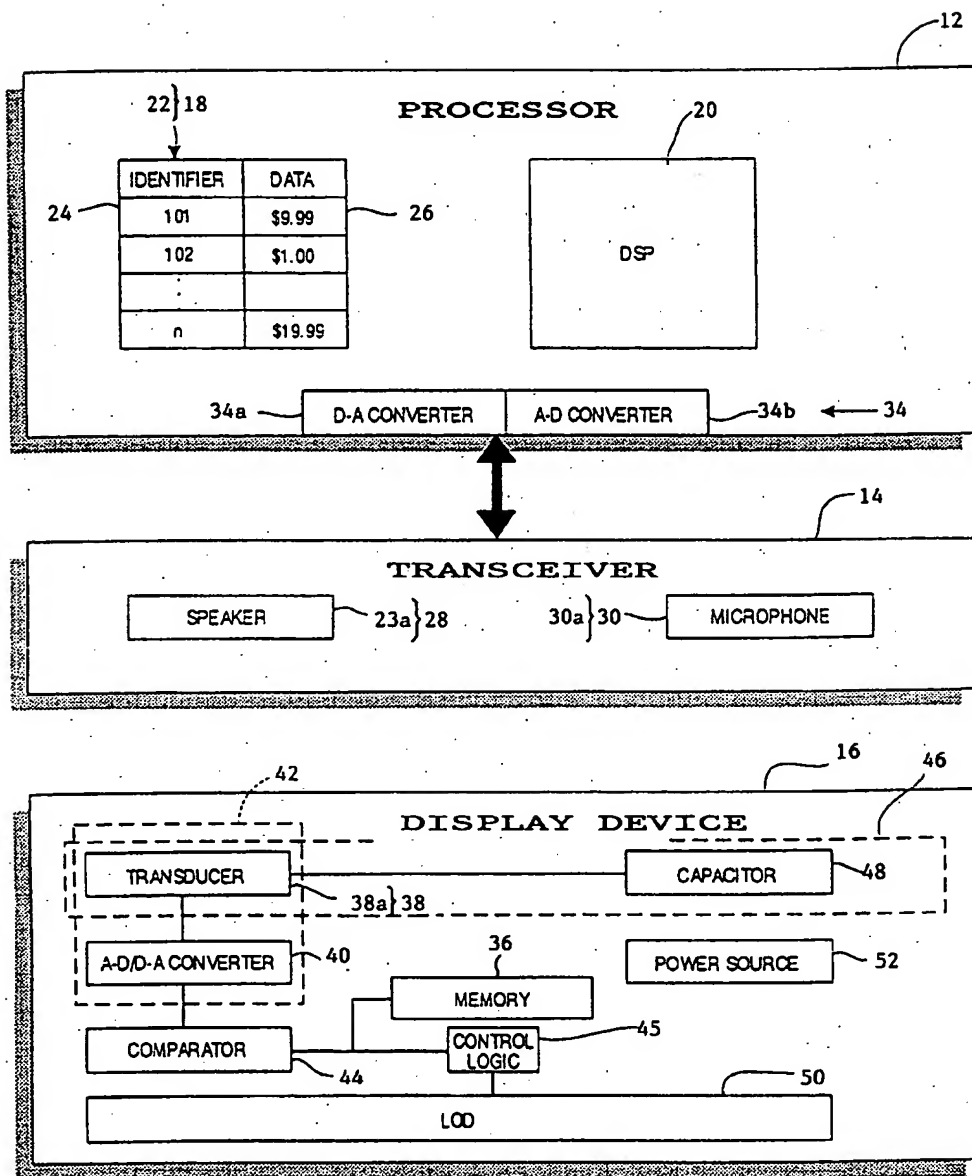 12
22}18
PROCESSOR
20
IDENTIFIER DATA
24 101 $9.99 26
102 $1.00
DSP
n $19.99
34a D-A CONVERTER A-D CONVERTER 34b 34
14
TRANSCEIVER
SPEAKER 23a}28 30a}30 MICROPHONE
16 46
42
DISPLAY DEVICE
TRANSDUCER CAPACITOR 48
38a}38
36
A-D/D-A CONVERTER 40 POWER SOURCE 52
MEMORY
45
COMPARATOR CONTROL
LOGIC
44 50
LCD